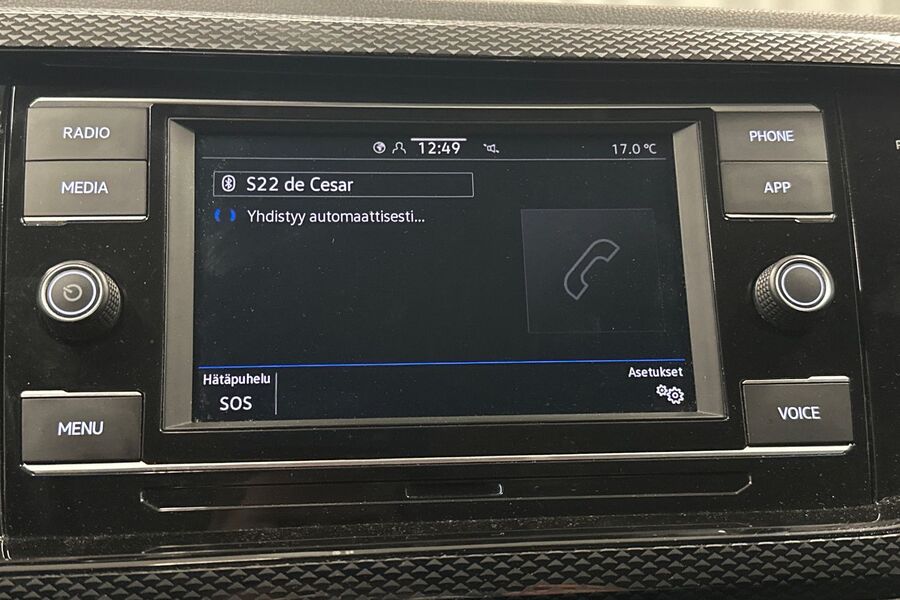 RADIO
MEDIA
MENU
12:49
17.0 °C
S22 de Cesar
Yhdistyy automaattisesti...
Hätäpuhelu
SOS
Asetukset
PHONE
APP
VOICE